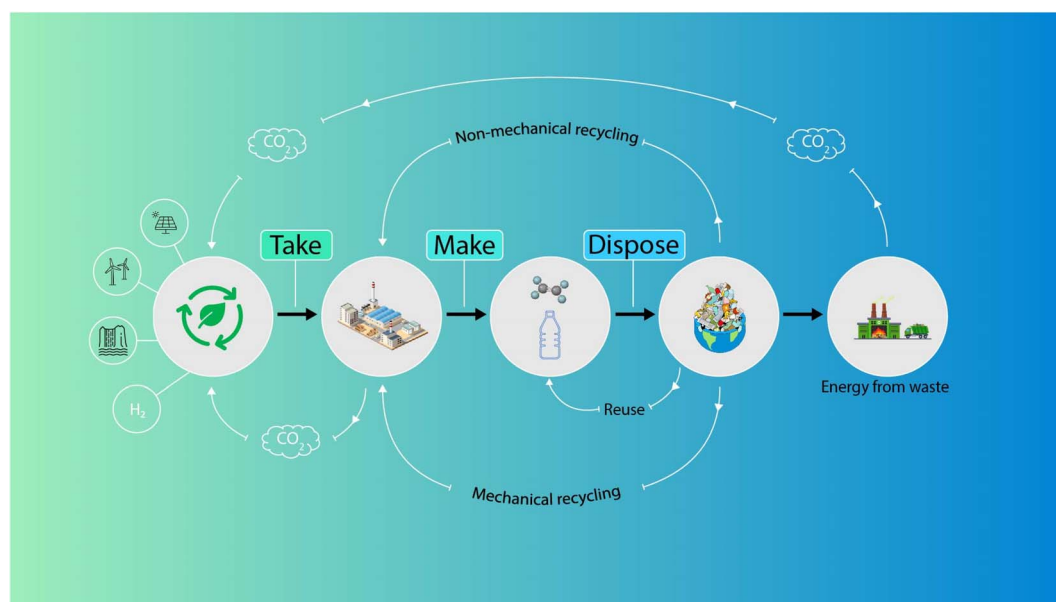 CO₂
CO₂
Non-mechanical recycling
Take
Make
Dispose
H₂
CO₂
Reuse
Energy from waste
Mechanical recycling